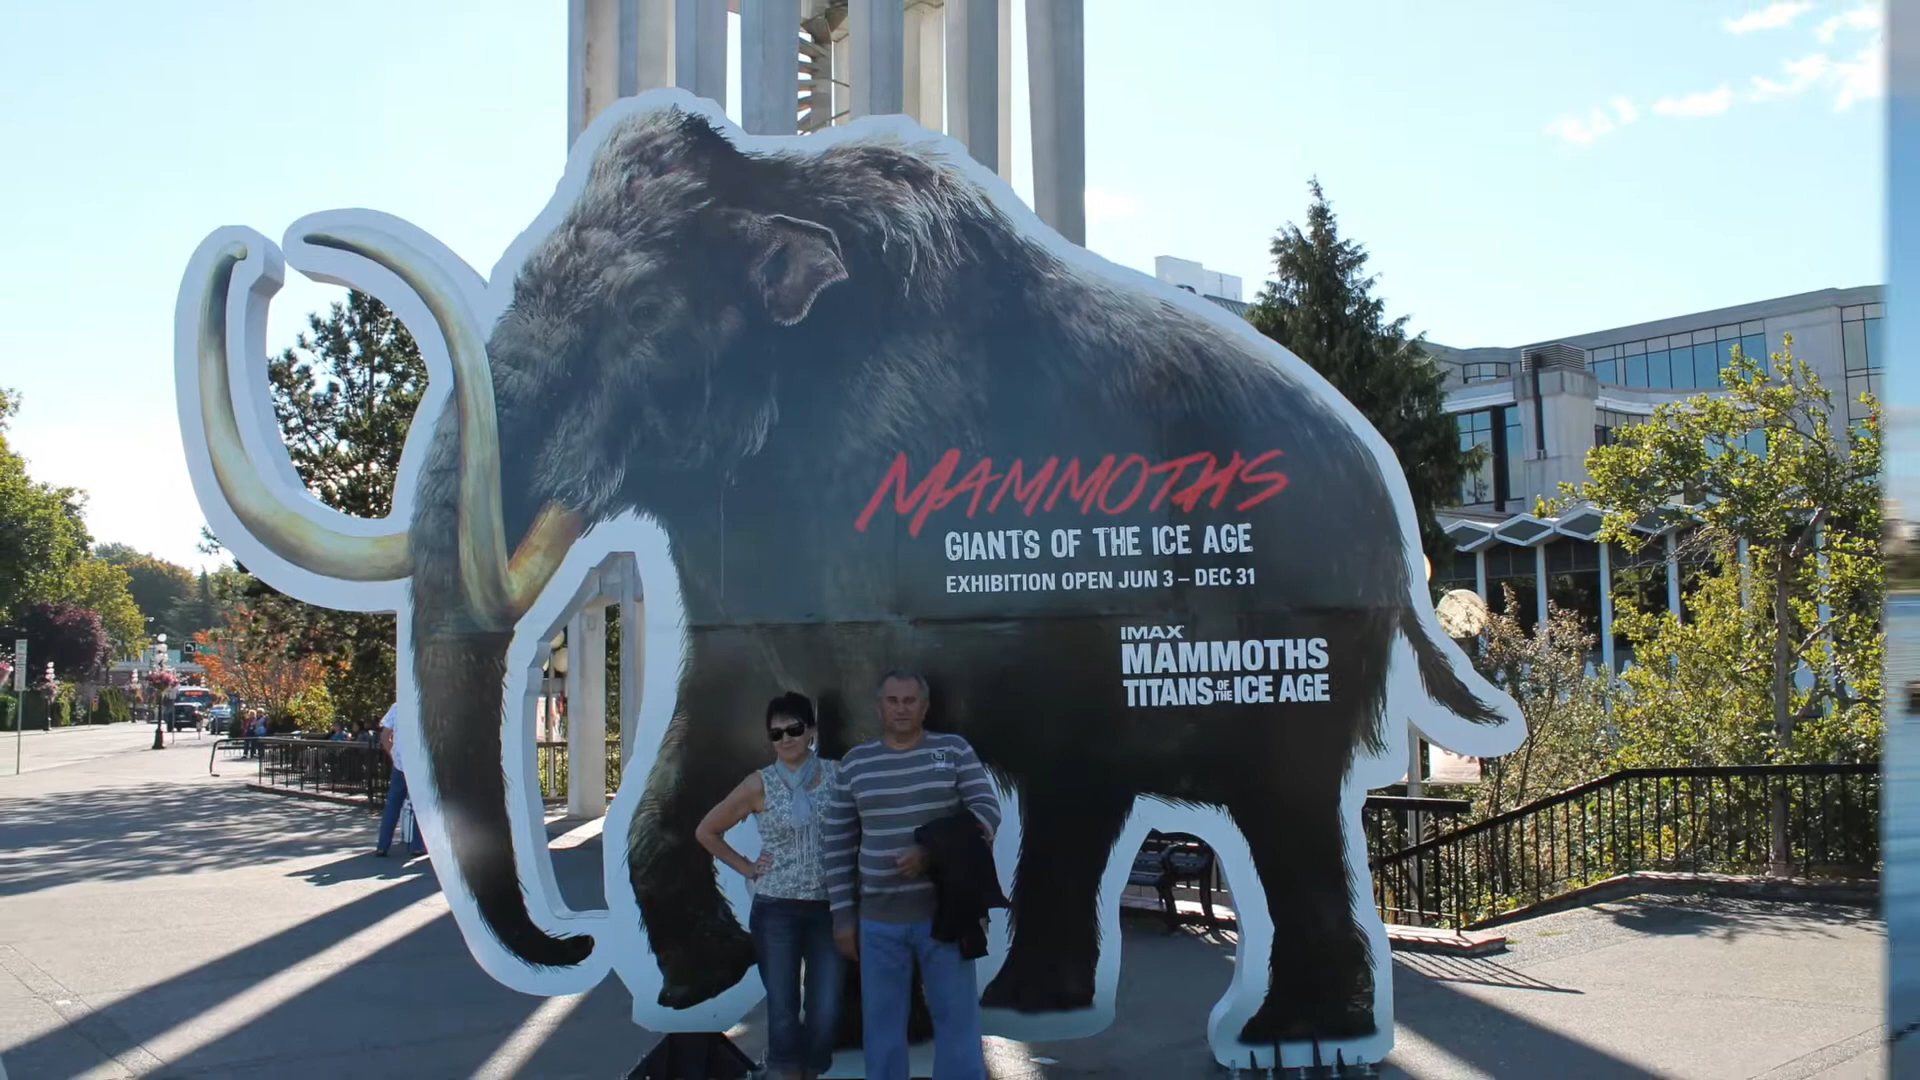 MAMMOTHS
GIANTS OF THE ICE AGE
EXHIBITION OPEN JUN 3 – DEC 31
IMAX
MAMMOTHS
TITANS OF THE ICE AGE